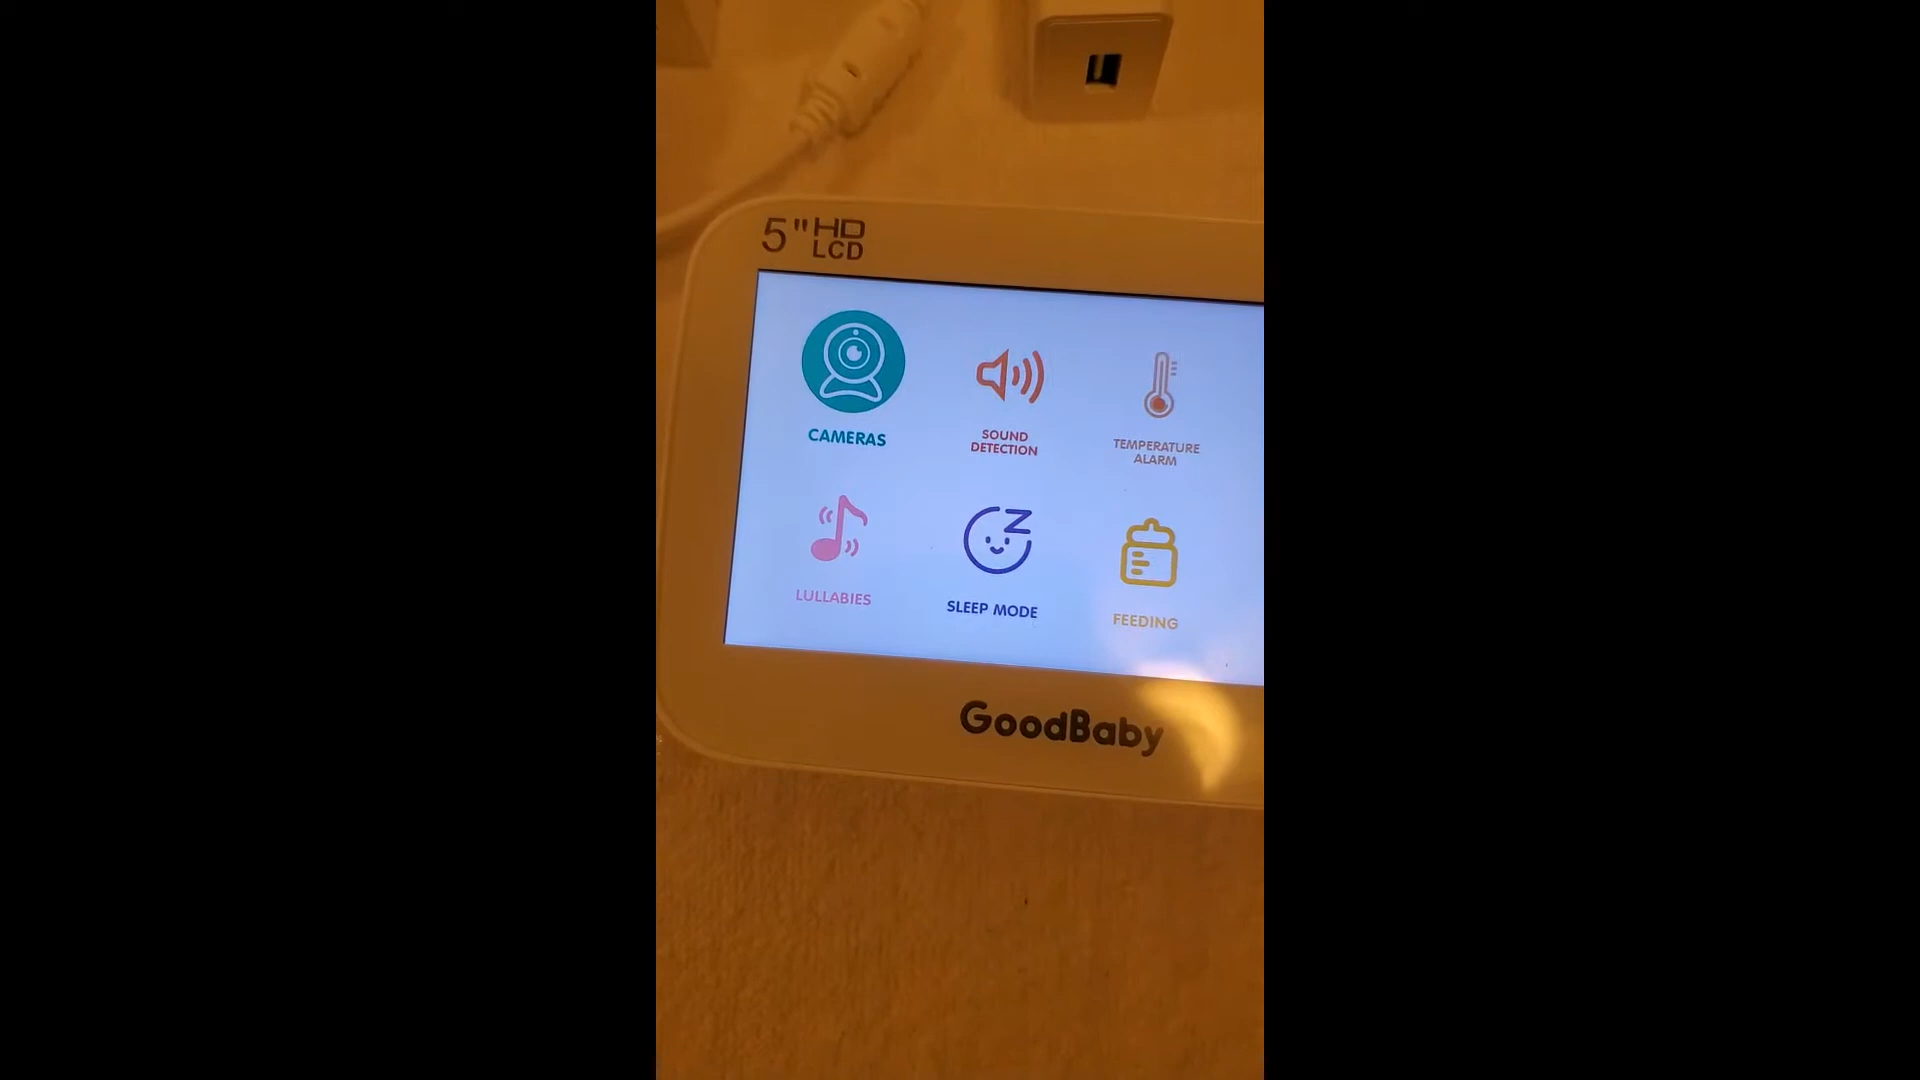 5" HD
LCD
CAMERAS
SOUND
DETECTION
TEMPERATURE
ALARM
LULLABIES
SLEEP MODE
FEEDING
GoodBaby